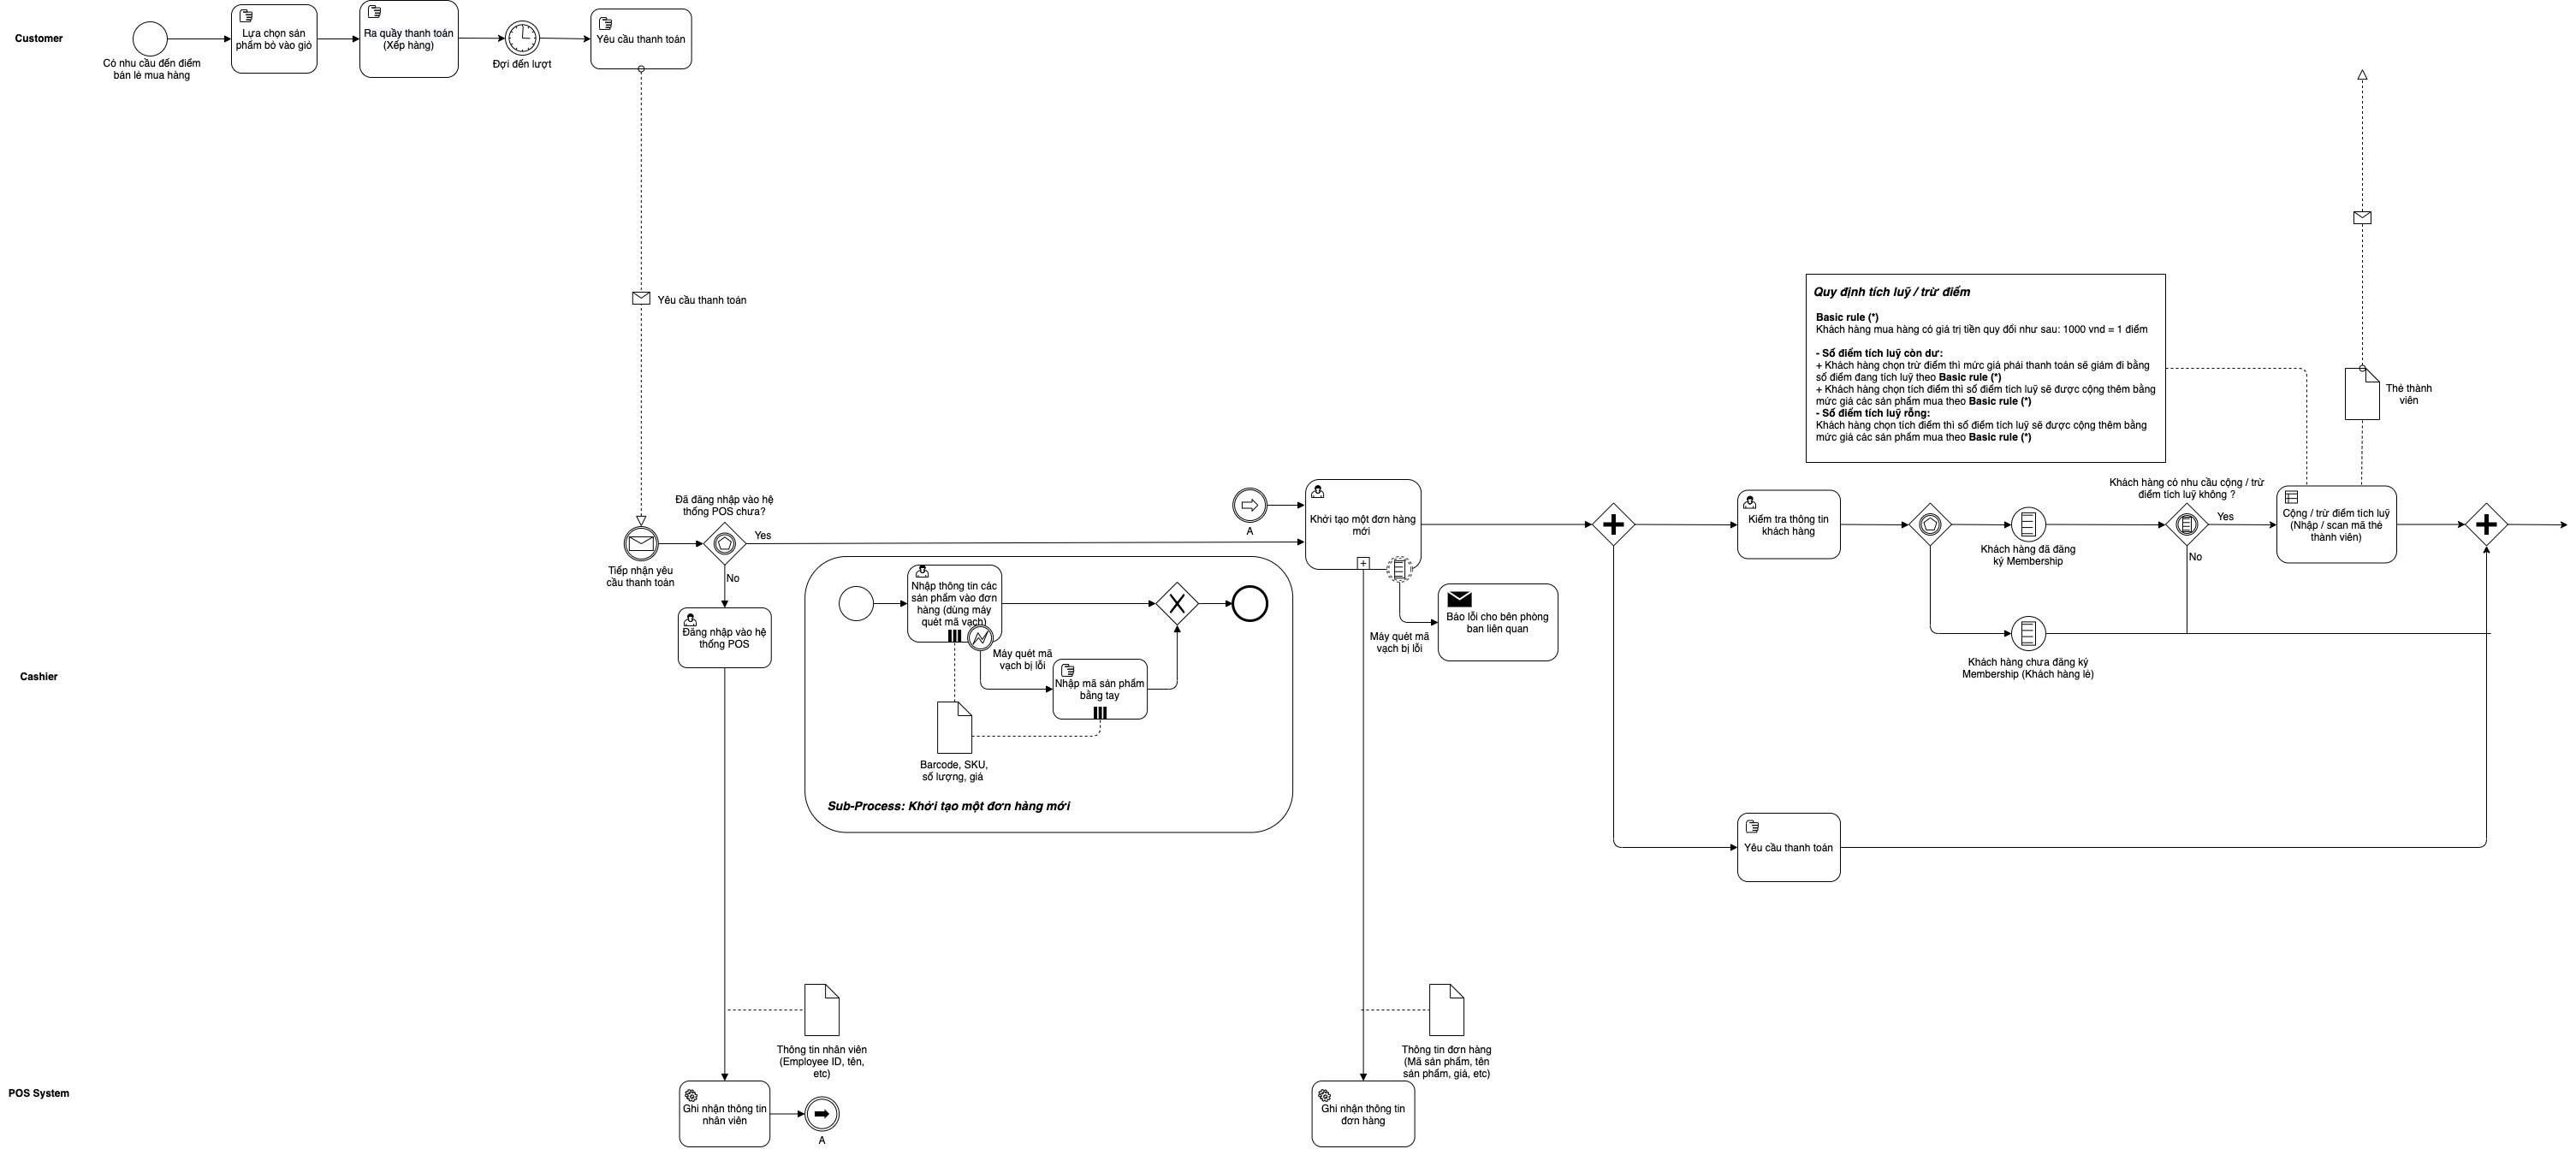 Customer
Có nhu cầu đến điểm
bán lẻ mua hàng
Lựa chọn sản
phẩm bỏ vào giỏ
Ra quầy thanh toán
(Xếp hàng)
Đợi đến lượt
Yêu cầu thanh toán
Yêu cầu thanh toán
Quy định tích luỹ / trừ điểm
Basic rule (*)
Khách hàng mua hàng có giá trị tiền quy đổi như sau: 1000 vnd = 1 điểm
- Số điểm tích luỹ còn dư:
+ Khách hàng chọn trừ điểm thì mức giá phải thanh toán sẽ giảm đi bằng
số điểm đang tích luỹ theo Basic rule (*)
+ Khách hàng chọn tích điểm thì số điểm tích luỹ sẽ được cộng thêm bằng
mức giá các sản phẩm mua theo Basic rule (*)
- Số điểm tích luỹ rỗng:
Khách hàng chọn tích điểm thì số điểm tích luỹ sẽ được cộng thêm bằng
mức giá các sản phẩm mua theo Basic rule (*)
Thẻ thành
viên
Cashier
Tiếp nhận yêu
cầu thanh toán
Đã đăng nhập vào hệ
thống POS chưa?
Yes
No
Đăng nhập vào hệ
thống POS
A
Khởi tạo một đơn hàng
mới
Nhập thông tin các
sản phẩm vào đơn
hàng (dùng máy
quét mã vạch)
Máy quét mã
vạch bị lỗi
Nhập mã sản phẩm
bằng tay
Barcode, SKU,
số lượng, giá
Sub-Process: Khởi tạo một đơn hàng mới
Máy quét mã
vạch bị lỗi
Báo lỗi cho bên phòng
ban liên quan
Kiểm tra thông tin
khách hàng
Khách hàng đã đăng
ký Membership
Khách hàng chưa đăng ký
Membership (Khách hàng lẻ)
Khách hàng có nhu cầu cộng / trừ
điểm tích luỹ không ?
Yes
No
Cộng / trừ điểm tích luỹ
(Nhập / scan mã thẻ
thành viên)
Yêu cầu thanh toán
POS System
Thông tin nhân viên
(Employee ID, tên,
etc)
Ghi nhận thông tin
nhân viên
A
Thông tin đơn hàng
(Mã sản phẩm, tên
sản phẩm, giá, etc)
Ghi nhận thông tin
đơn hàng